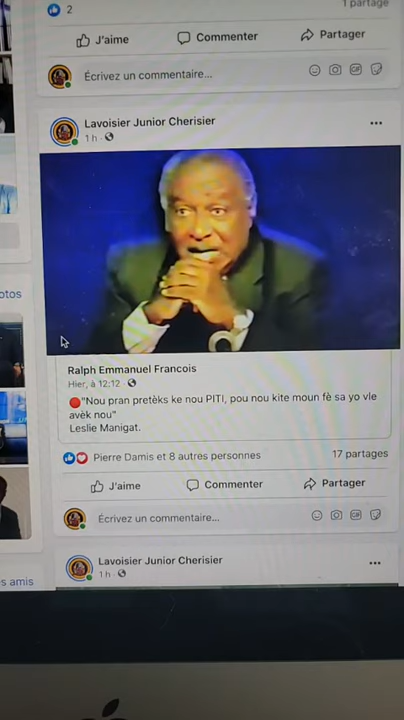 2
1 partage
J'aime
Commenter
Partager
Écrivez un commentaire...
GIF
Lavoisier Junior Cherisier
1 h ·
otos
Ralph Emmanuel Francois
Hier, à 12:12 ·
"Nou pran pretèks ke nou PITI, pou nou kite moun fè sa yo vle
avèk nou"
Leslie Manigat.
Pierre Damis et 8 autres personnes
17 partages
J'aime
Commenter
Partager
Écrivez un commentaire...
GIF
Lavoisier Junior Cherisier
1 h ·
s amis